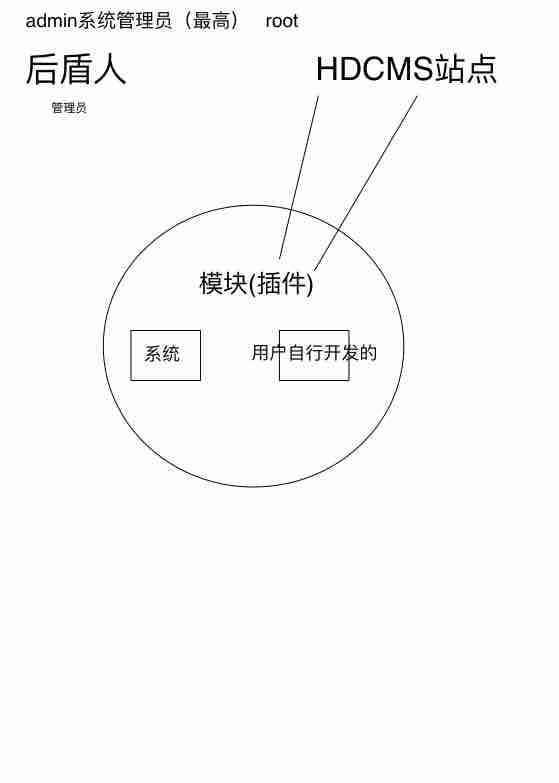 admin系统管理员（最高） root
后盾人 HDCMS站点
管理员
模块(插件)
系统 用户自行开发的